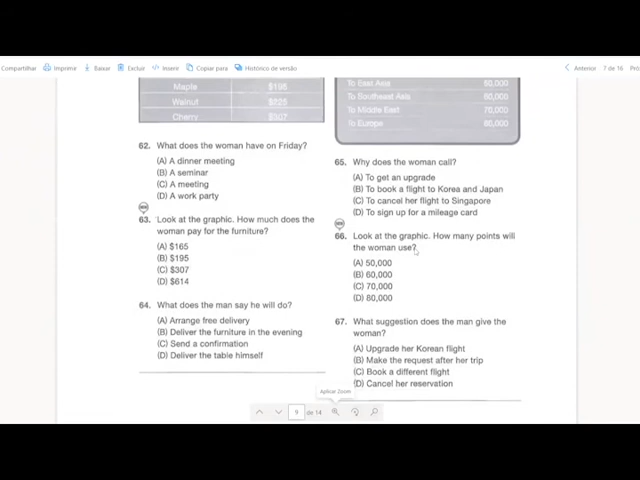 Compartilhar Imprimir Baixar Excluir Inserir Copiar para Histórico de versão Anterior 7 de 16 Pró
Maple $195
Walnut $225
Cherry $307
62. What does the woman have on Friday?
(A) A dinner meeting
(B) A seminar
(C) A meeting
(D) A work party
63. Look at the graphic. How much does the
woman pay for the furniture?
(A) $165
(B) $195
(C) $307
(D) $614
64. What does the man say he will do?
(A) Arrange free delivery
(B) Deliver the furniture in the evening
(C) Send a confirmation
(D) Deliver the table himself
To East Asia
To Southeast Asia
To Middle East
To Europe
65. Why does the woman call?
(A) To get an upgrade
(B) To book a flight to Korea and Japan
(C) To cancel her flight to Singapore
(D) To sign up for a mileage card
66. Look at the graphic. How many points will
the woman use?
(A) 50,000
(B) 60,000
(C) 70,000
(D) 80,000
67. What suggestion does the man give the
woman?
(A) Upgrade her Korean flight
(B) Make the request after her trip
(C) Book a different flight
(D) Cancel her reservation
Aplicar Zoom
9 de 14